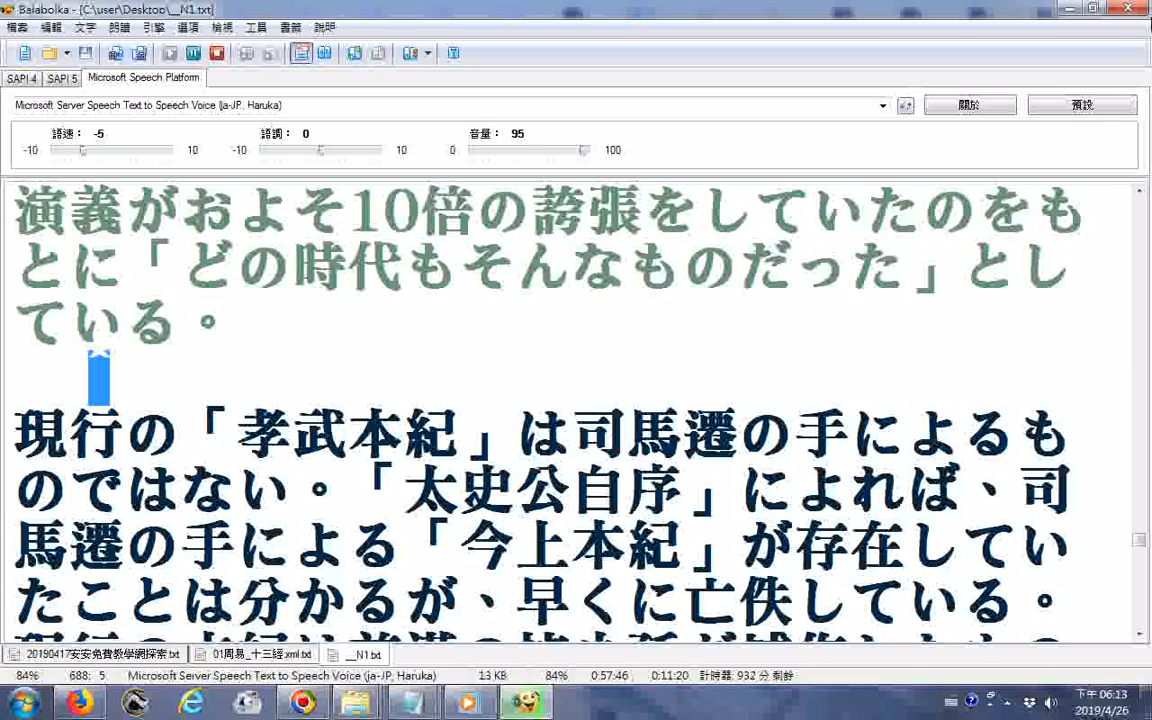 Balabolka - [C:\user\Desktop\__N1.txt]
檔案 編輯 文字 朗讀 引擎 選項 檢視 工具 書籤 說明
SAPI 4 SAPI 5 Microsoft Speech Platform
Microsoft Server Speech Text to Speech Voice (ja-JP, Haruka) 關於 預設
語速： -5 語調： 0 音量： 95
-10 10 -10 10 0 100
演義がおよそ10倍の誇張をしていたのをも
とに「どの時代もそんなものだった」とし
ている。
現行の「孝武本紀」は司馬遷の手によるも
のではない。「太史公自序」によれば、司
馬遷の手による「今上本紀」が存在してい
たことは分かるが、早くに亡佚している。
20190417安安免費教學網探索.txt 01周易_十三經.xml.txt __N1.txt
84% 688: 5 Microsoft Server Speech Text to Speech Voice (ja-JP, Haruka) 13 KB 84% 0:57:46 0:11:20 計時器: 932 分 剩餘
下午 06:13
2019/4/26